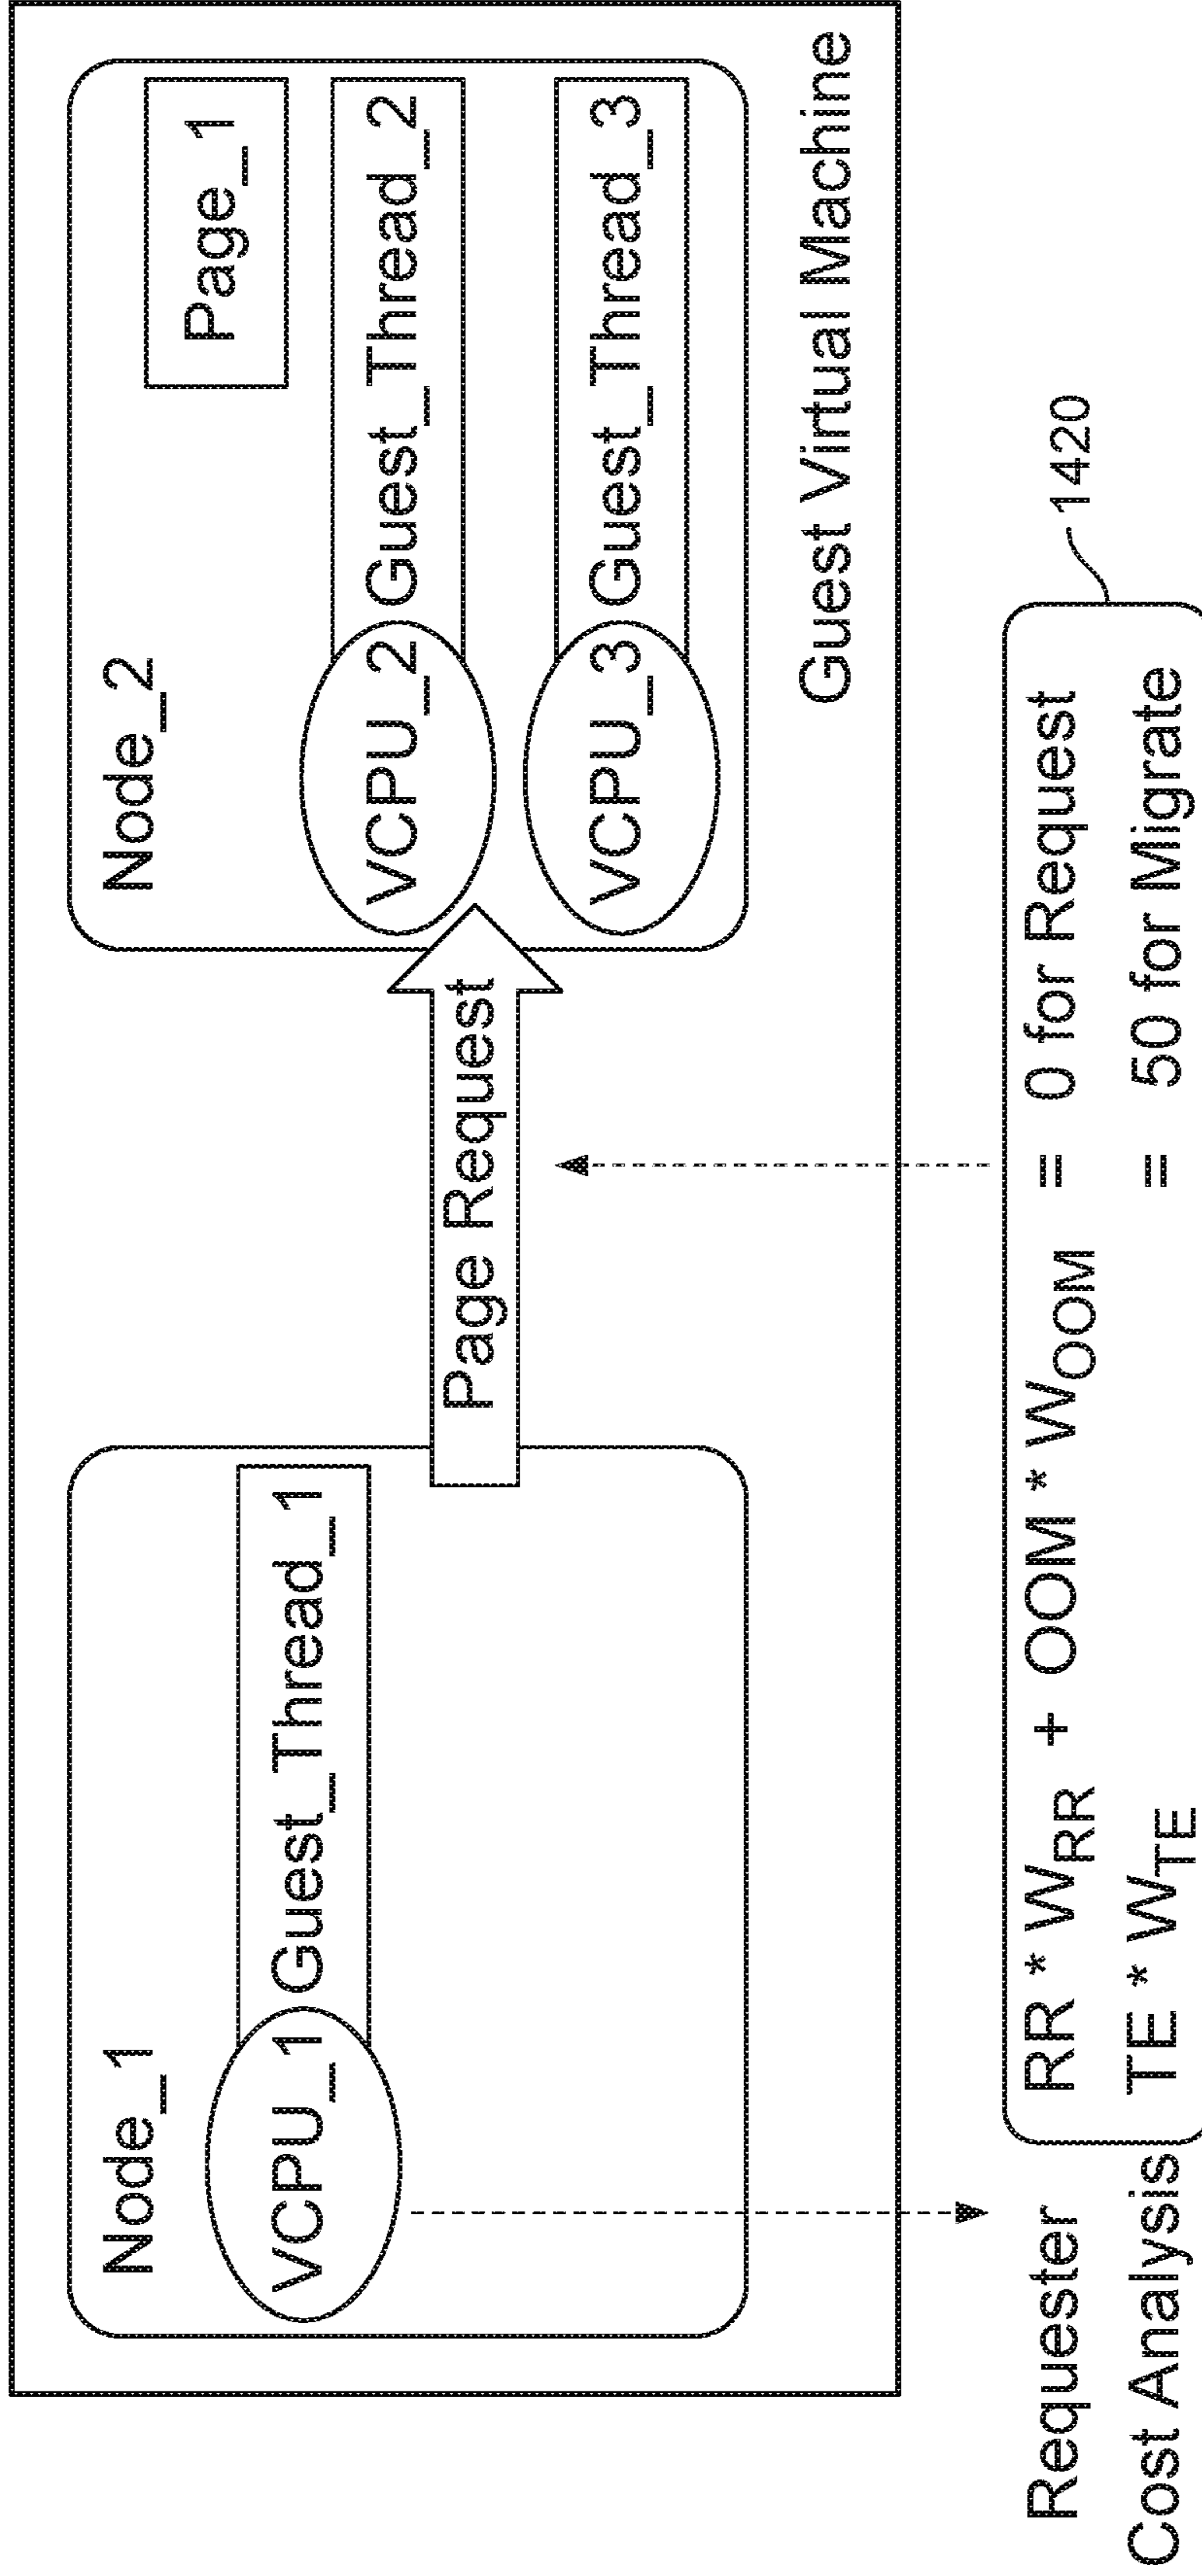 Node_1
VCPU_1 Guest_Thread_1
Page Request
Node_2
Page_1
VCPU_2 Guest_Thread_2
VCPU_3 Guest_Thread_3
Guest Virtual Machine
Requester
Cost Analysis
RR * W_RR + OOM * W_OOM = 0 for Request
TE * W_TE = 50 for Migrate
1420